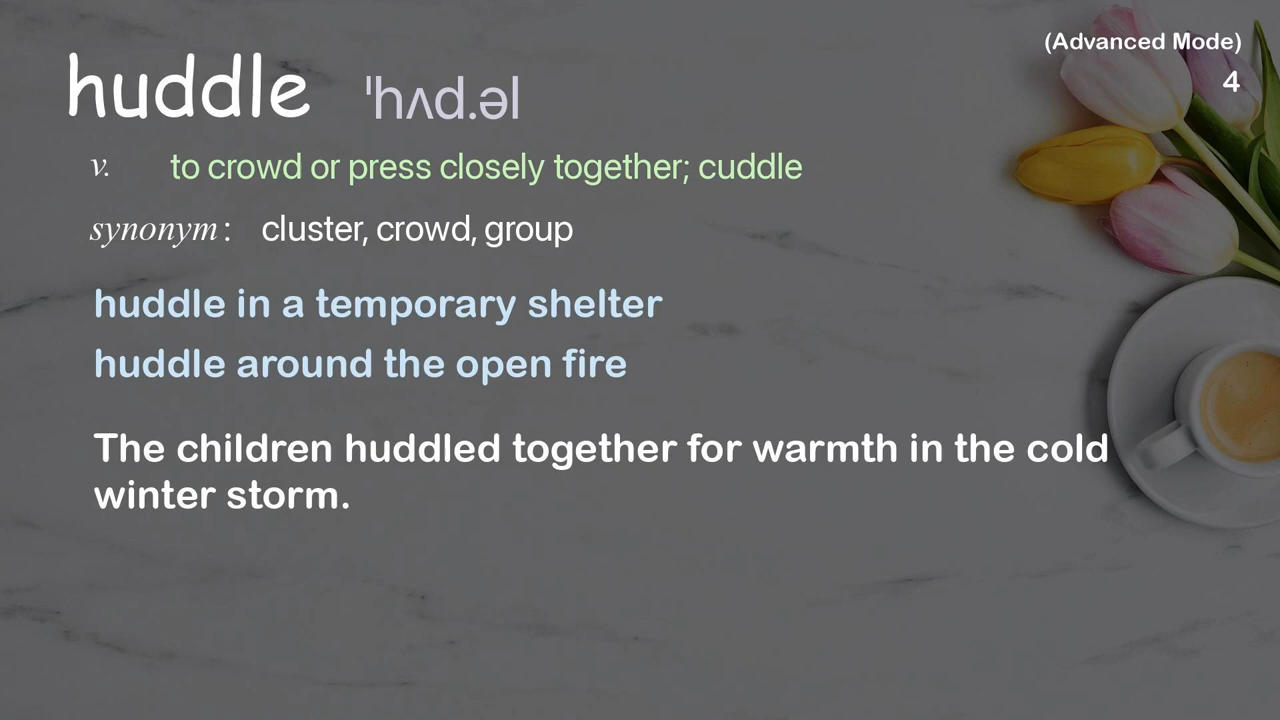 (Advanced Mode)
4
huddle ˈhʌd.əl
v. to crowd or press closely together; cuddle
synonym: cluster, crowd, group
huddle in a temporary shelter
huddle around the open fire
The children huddled together for warmth in the cold
winter storm.